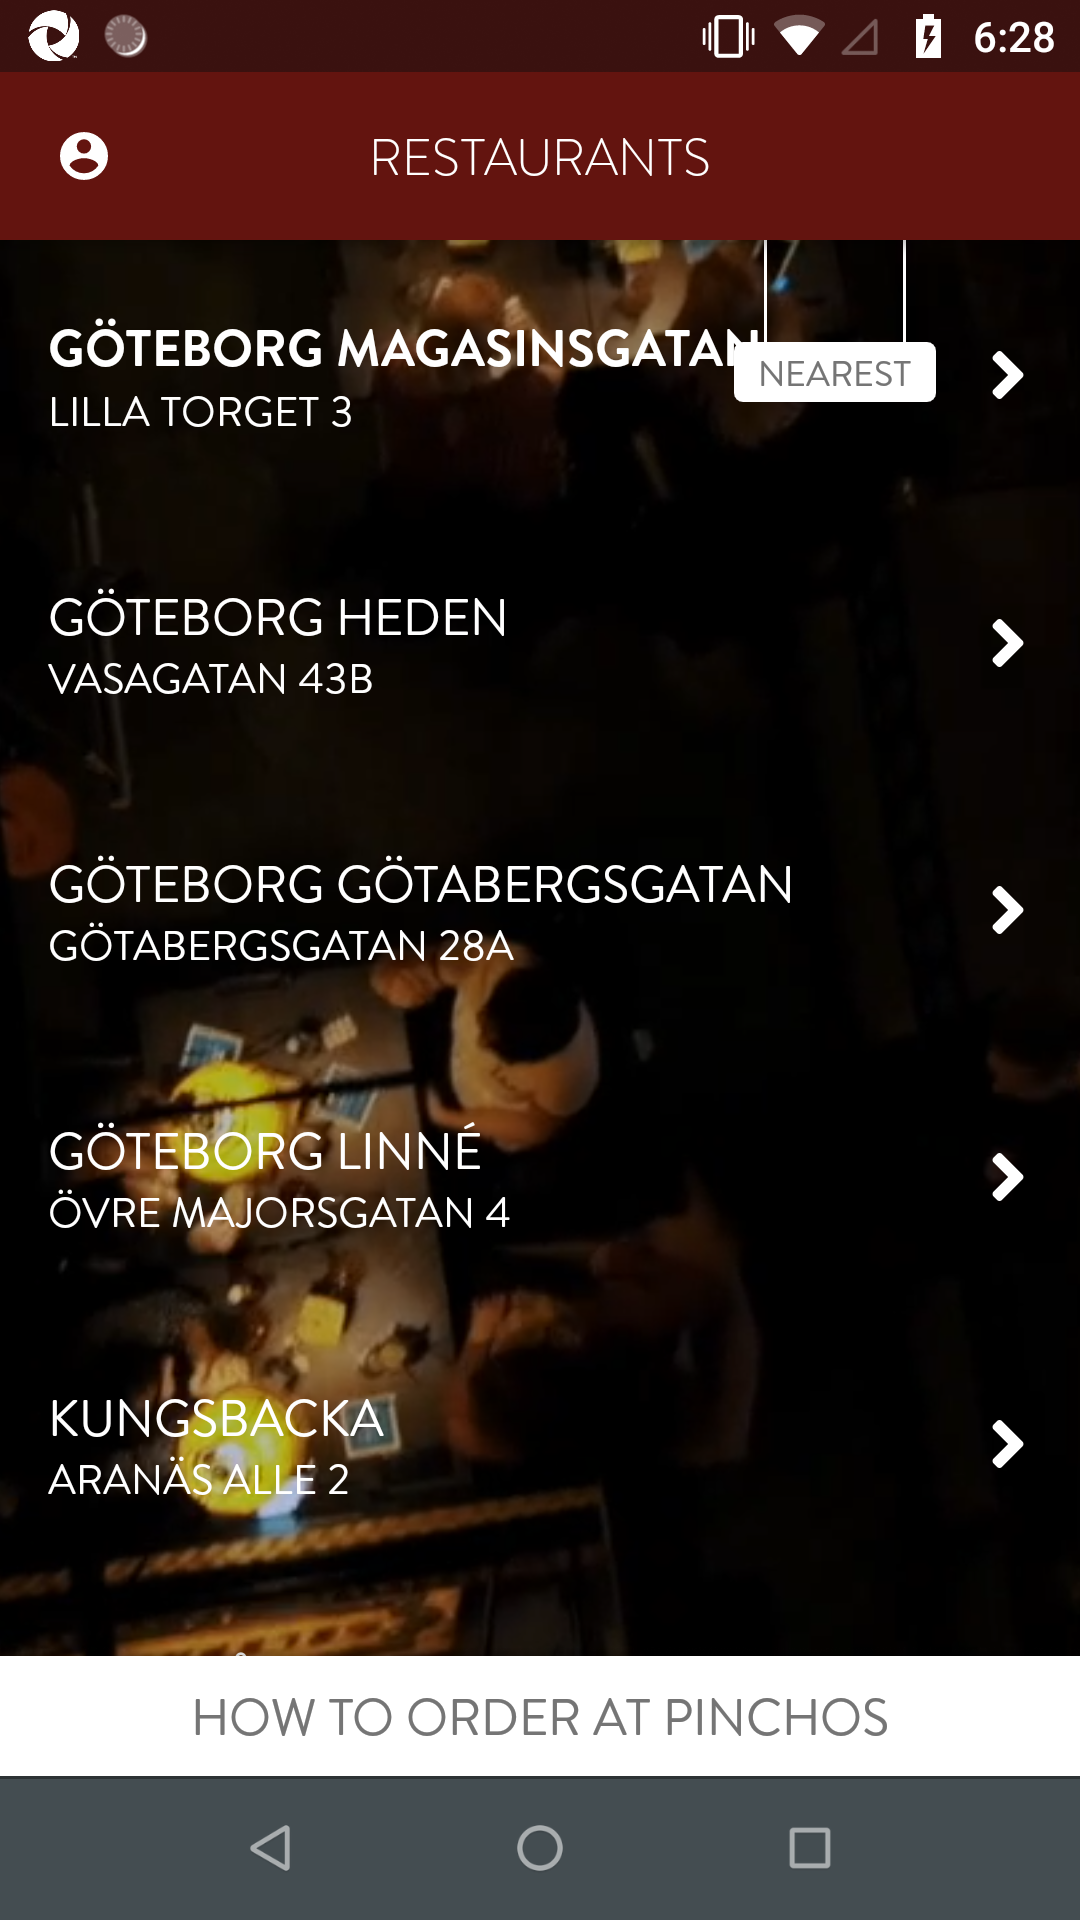 6:28
RESTAURANTS
GÖTEBORG MAGASINSGATAN
NEAREST
LILLA TORGET 3
GÖTEBORG HEDEN
VASAGATAN 43B
GÖTEBORG GÖTABERGSGATAN
GÖTABERGSGATAN 28A
GÖTEBORG LINNÉ
ÖVRE MAJORSGATAN 4
KUNGSBACKA
ARANÄS ALLE 2
HOW TO ORDER AT PINCHOS